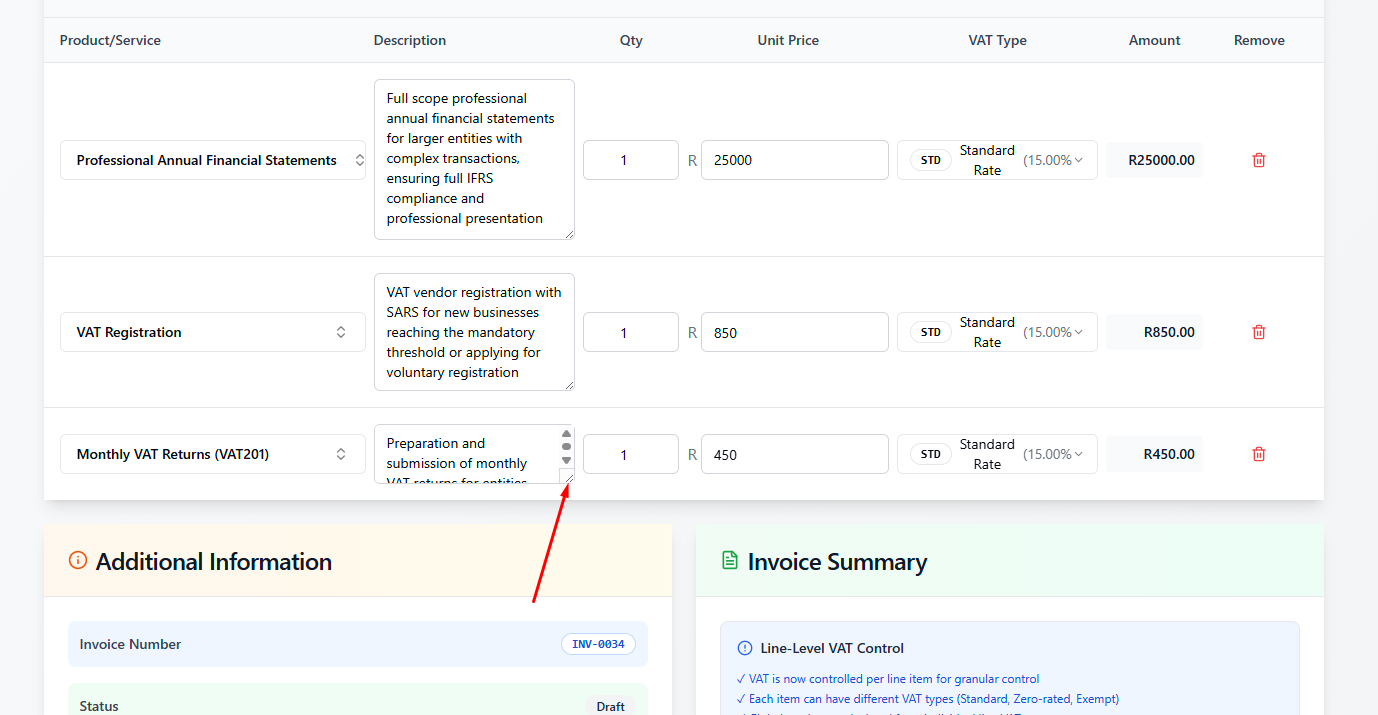 Product/Service Description Qty Unit Price VAT Type Amount Remove
Full scope professional
annual financial statements
for larger entities with
complex transactions,
ensuring full IFRS
compliance and
professional presentation
Professional Annual Financial Statements 1 R 25000 STD Standard Rate (15.00% R25000.00
VAT vendor registration with
SARS for new businesses
reaching the mandatory
threshold or applying for
voluntary registration
VAT Registration 1 R 850 STD Standard Rate (15.00% R850.00
Preparation and
submission of monthly
VAT returns for entities
Monthly VAT Returns (VAT201) 1 R 450 STD Standard Rate (15.00% R450.00
Additional Information
Invoice Number INV-0034
Status Draft
Invoice Summary
Line-Level VAT Control
✓ VAT is now controlled per line item for granular control
✓ Each item can have different VAT types (Standard, Zero-rated, Exempt)